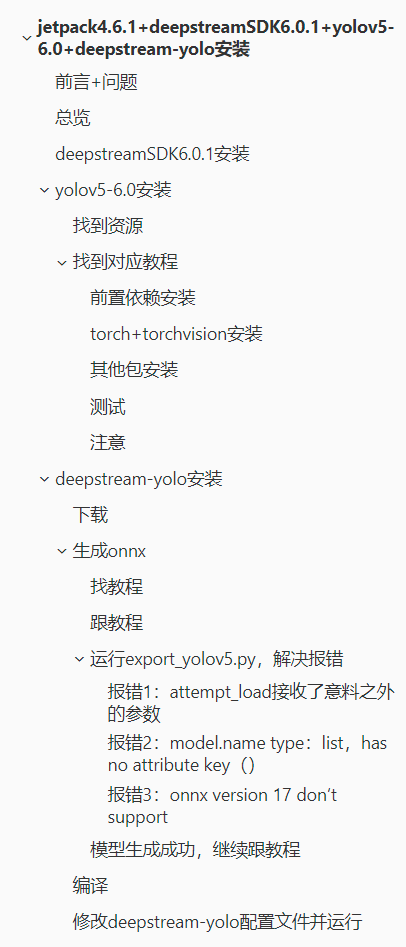 jetpack4.6.1+deepstreamSDK6.0.1+yolov5-
6.0+deepstream-yolo安装
前言+问题
总览
deepstreamSDK6.0.1安装
yolov5-6.0安装
找到资源
找到对应教程
前置依赖安装
torch+torchvision安装
其他包安装
测试
注意
deepstream-yolo安装
下载
生成onnx
找教程
跟教程
运行export_yolov5.py，解决报错
报错1：attempt_load接收了意料之外
的参数
报错2：model.name type：list，has
no attribute key（）
报错3：onnx version 17 don’t
support
模型生成成功，继续跟教程
编译
修改deepstream-yolo配置文件并运行